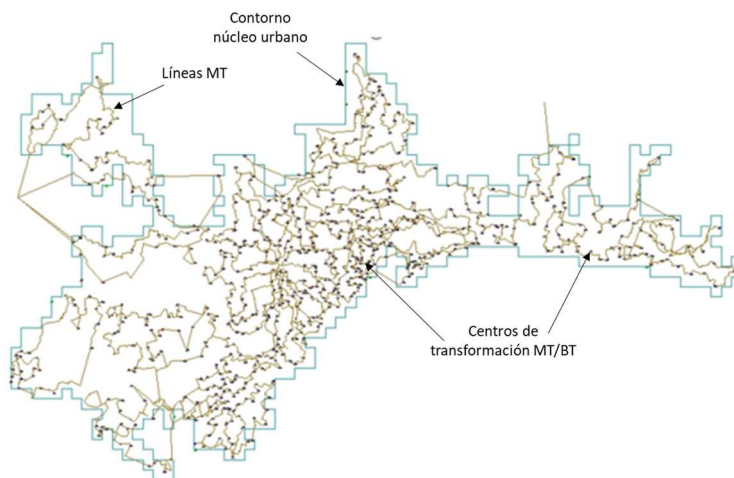 Contorno
núcleo urbano
Líneas MT
Centros de
transformación MT/BT